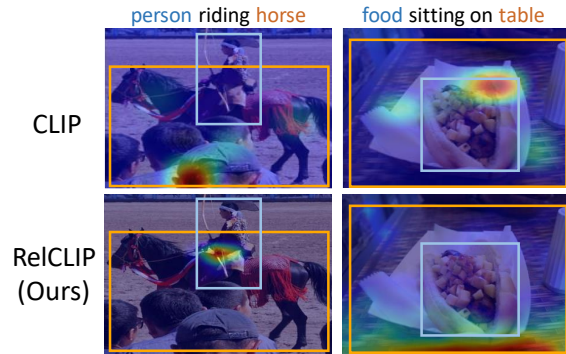 person riding horse
food sitting on table
CLIP
RelCLIP
(Ours)